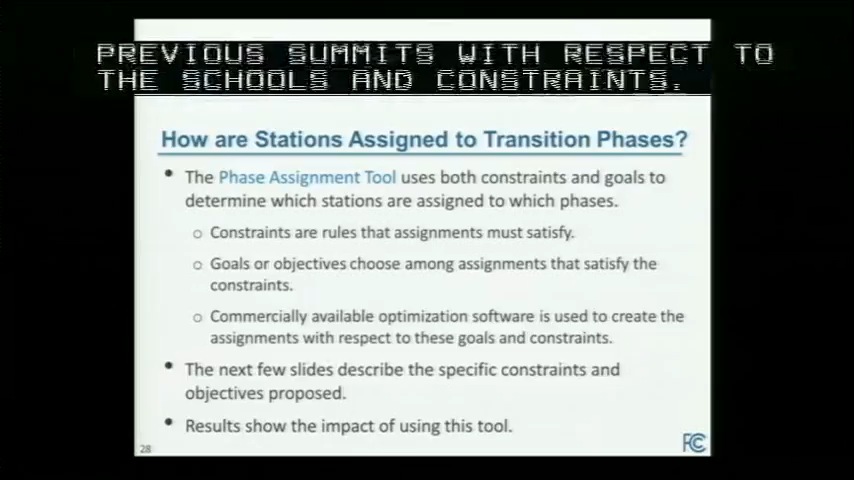 PREVIOUS SUMMITS WITH RESPECT TO
THE SCHOOLS AND CONSTRAINTS.
How are Stations Assigned to Transition Phases?
• The Phase Assignment Tool uses both constraints and goals to
determine which stations are assigned to which phases.
o Constraints are rules that assignments must satisfy.
o Goals or objectives choose among assignments that satisfy the
constraints.
o Commercially available optimization software is used to create the
assignments with respect to these goals and constraints.
• The next few slides describe the specific constraints and
objectives proposed.
• Results show the impact of using this tool.
28
FCC